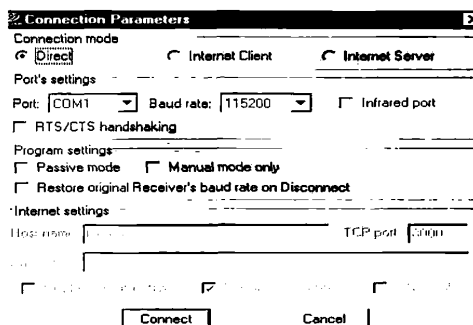 Connection Parameters
Connection mode
Direct Internet Client Internet Server
Port's settings
Port: COM1 Baud rate: 115200 Infrared port
RTS/CTS handshaking
Program settings
Passive mode Manual mode only
Restore original Receiver's baud rate on Disconnect
Internet settings
Host name TCP port
Connect Cancel